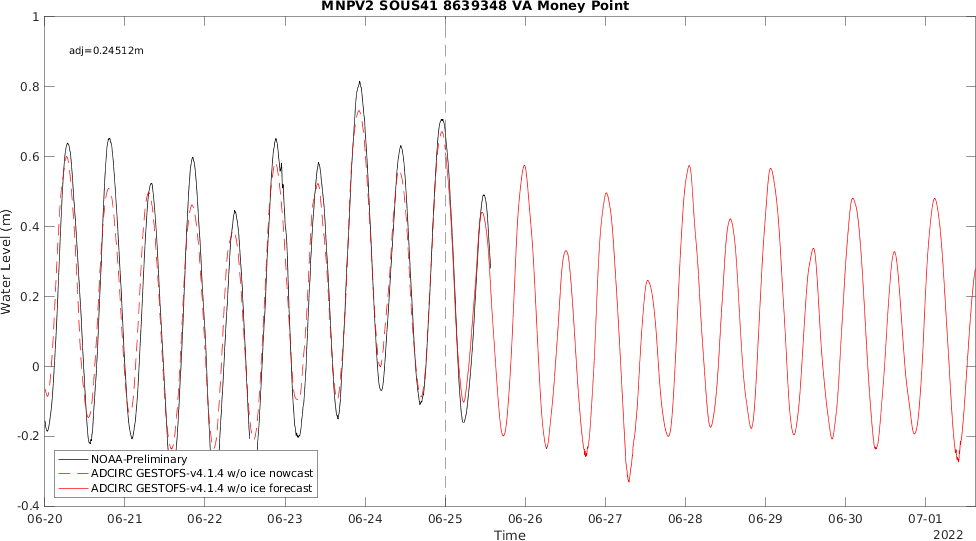 MNPV2 SOUS41 8639348 VA Money Point
adj=0.24512m
Water Level (m)
1
0.8
0.6
0.4
0.2
0
-0.2
-0.4
NOAA-Preliminary
ADCIRC GESTOFS-v4.1.4 w/o ice nowcast
ADCIRC GESTOFS-v4.1.4 w/o ice forecast
06-20 06-21 06-22 06-23 06-24 06-25 06-26 06-27 06-28 06-29 06-30 07-01
Time
2022